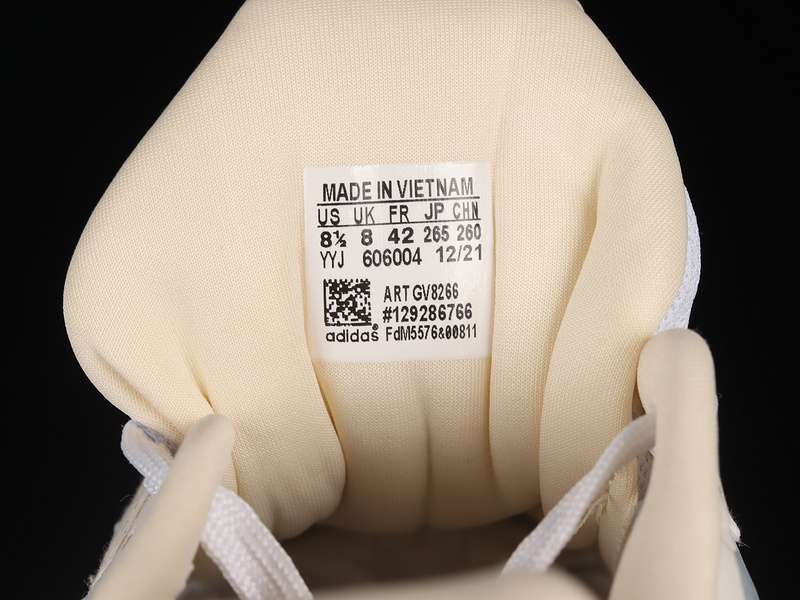 MADE IN VIETNAM
US UK FR JP CHN
8½ 8 42 265 260
YYJ 606004 12/21
ART GV8266
#129286766
adidas® FdM5576&00811